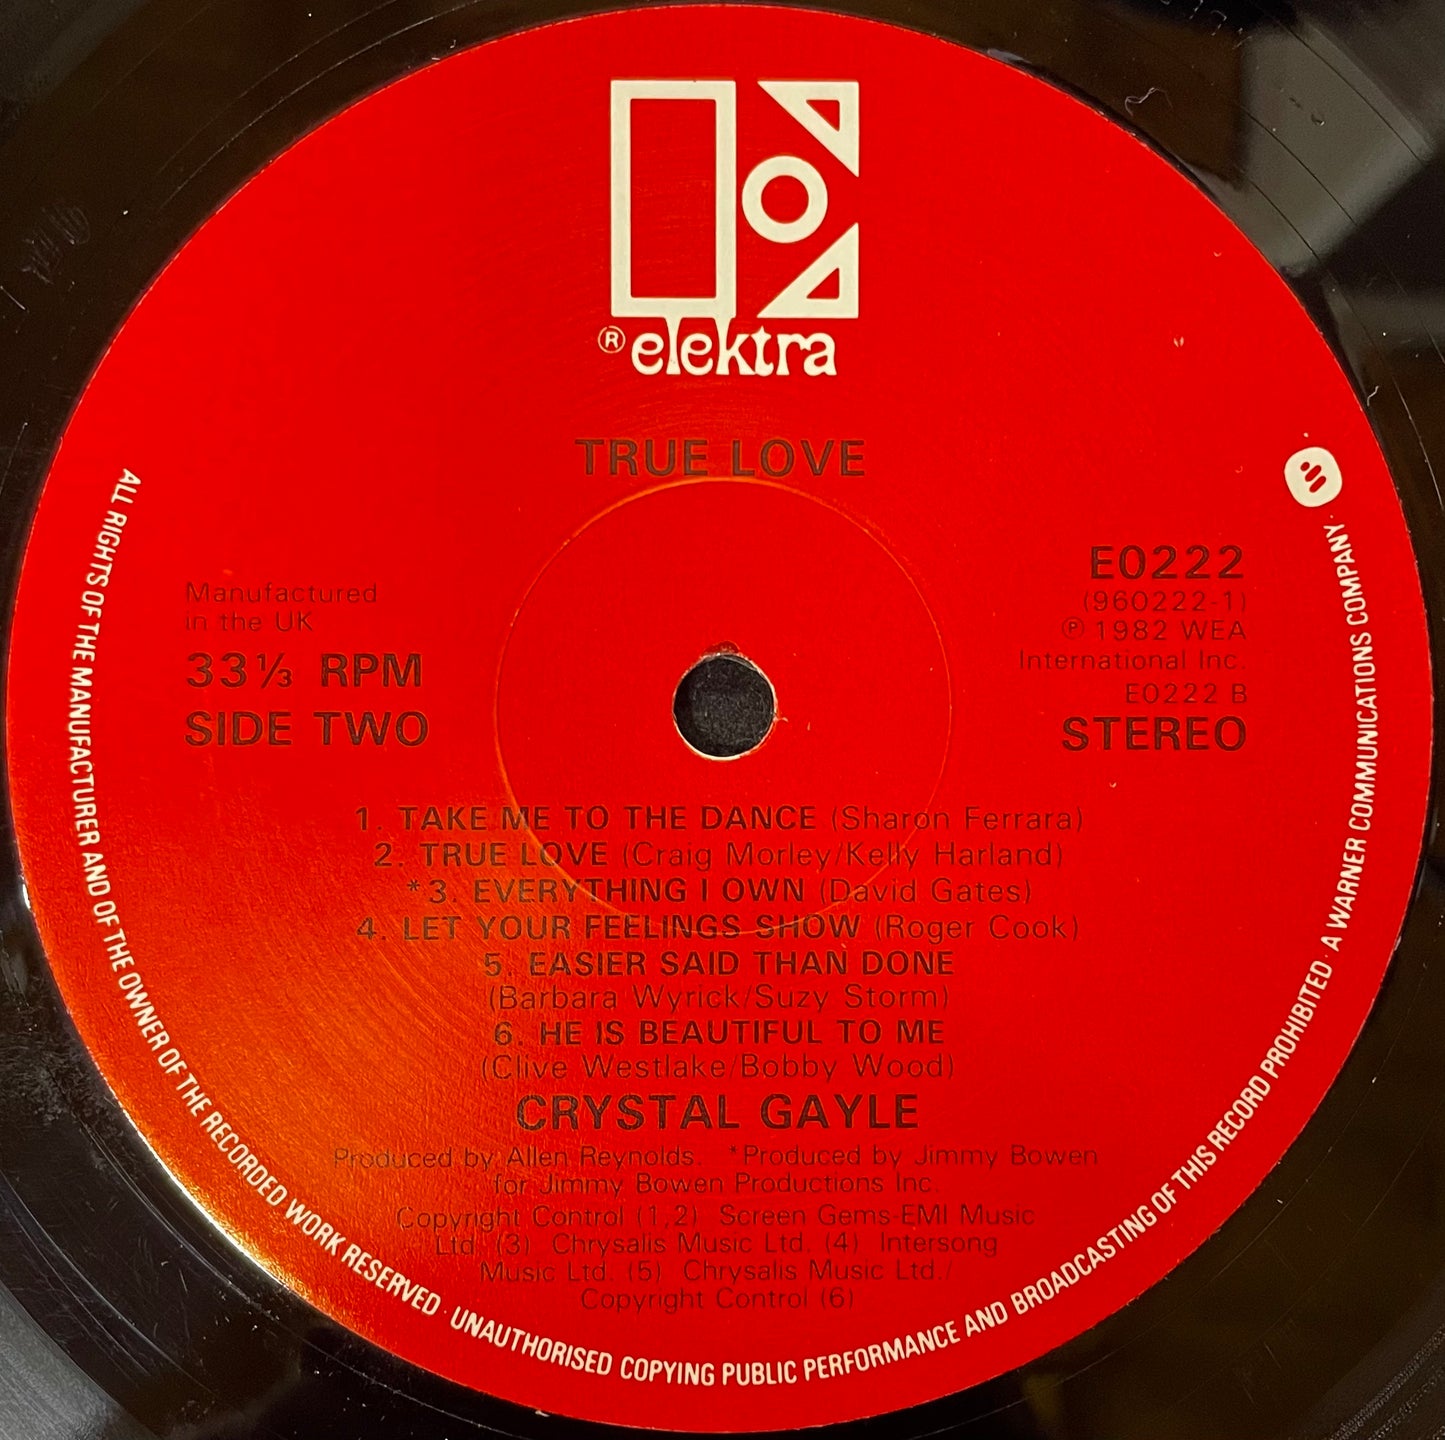 ® elektra
TRUE LOVE
Manufactured
in the UK
33⅓ RPM
SIDE TWO
E0222
(960222-1)
℗ 1982 WEA
International Inc.
E0222 B
STEREO
1. TAKE ME TO THE DANCE (Sharon Ferrara)
2. TRUE LOVE (Craig Morley/Kelly Harland)
*3. EVERYTHING I OWN (David Gates)
4. LET YOUR FEELINGS SHOW (Roger Cook)
5. EASIER SAID THAN DONE
(Barbara Wyrick/Suzy Storm)
6. HE IS BEAUTIFUL TO ME
(Clive Westlake/Bobby Wood)
CRYSTAL GAYLE
Produced by Allen Reynolds. *Produced by Jimmy Bowen
for Jimmy Bowen Productions Inc.
Copyright Control (1,2) Screen Gems-EMI Music
Ltd. (3) Chrysalis Music Ltd. (4) Intersong
Music Ltd. (5) Chrysalis Music Ltd./
Copyright Control (6)
ALL RIGHTS OF THE MANUFACTURER AND OF THE OWNER OF THE RECORDED WORK RESERVED · UNAUTHORISED COPYING PUBLIC PERFORMANCE AND BROADCASTING OF THIS RECORD PROHIBITED · A WARNER COMMUNICATIONS COMPANY ·